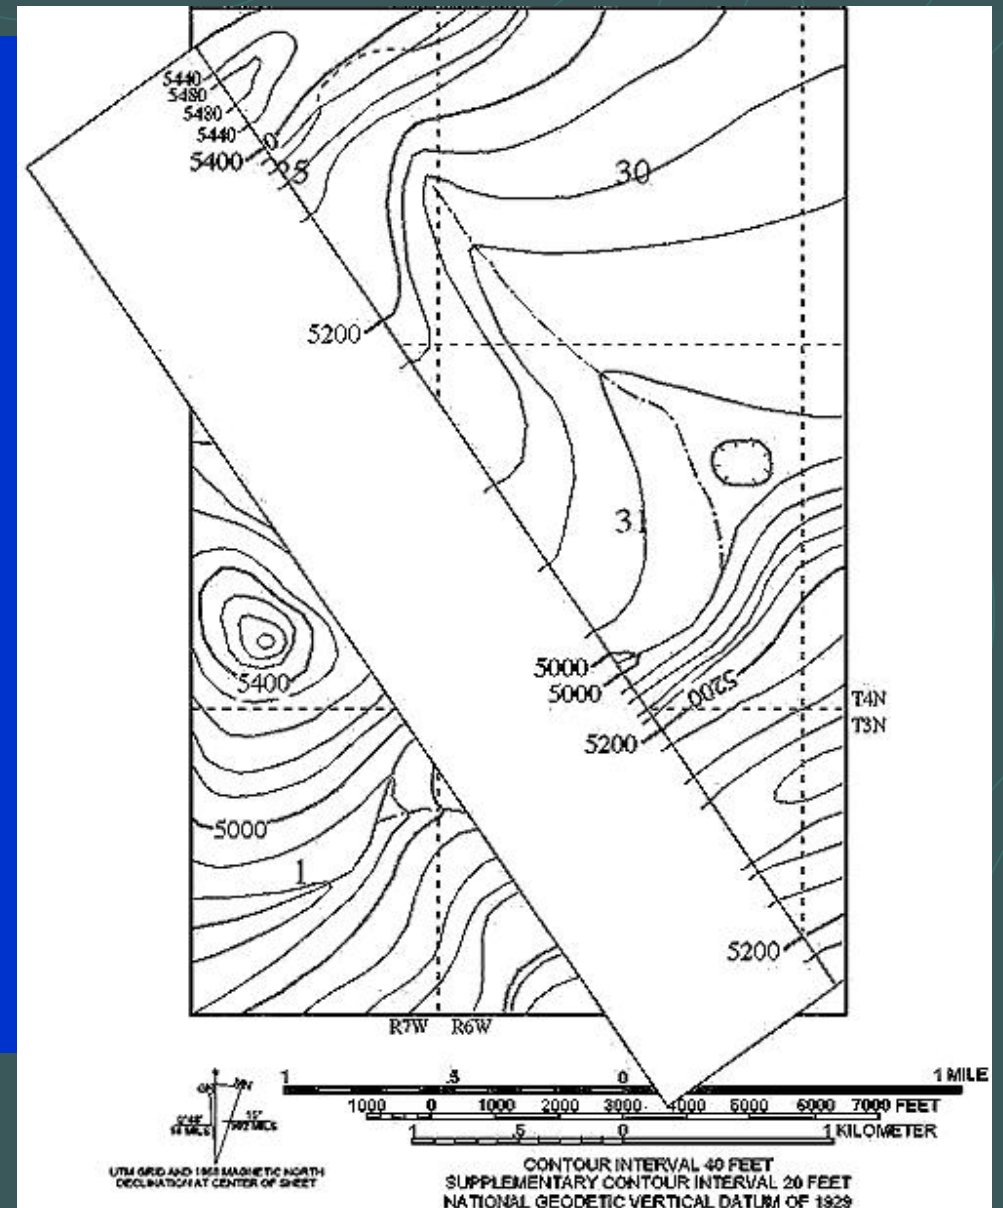 5440
5480
5480
5440
5400
0
25
30
5200
31
5400
5000
5000
5200
5200
T4N
T3N
5000
1
5200
R7W R6W
1 .5 0 1 MILE
1000 0 1000 2000 3000 4000 5000 6000 7000 FEET
1 .5 0 1 KILOMETER
GN MN
UTM GRID AND MAGNETIC NORTH
DECLINATION AT CENTER OF SHEET
CONTOUR INTERVAL 40 FEET
SUPPLEMENTARY CONTOUR INTERVAL 20 FEET
NATIONAL GEODETIC VERTICAL DATUM OF 1929